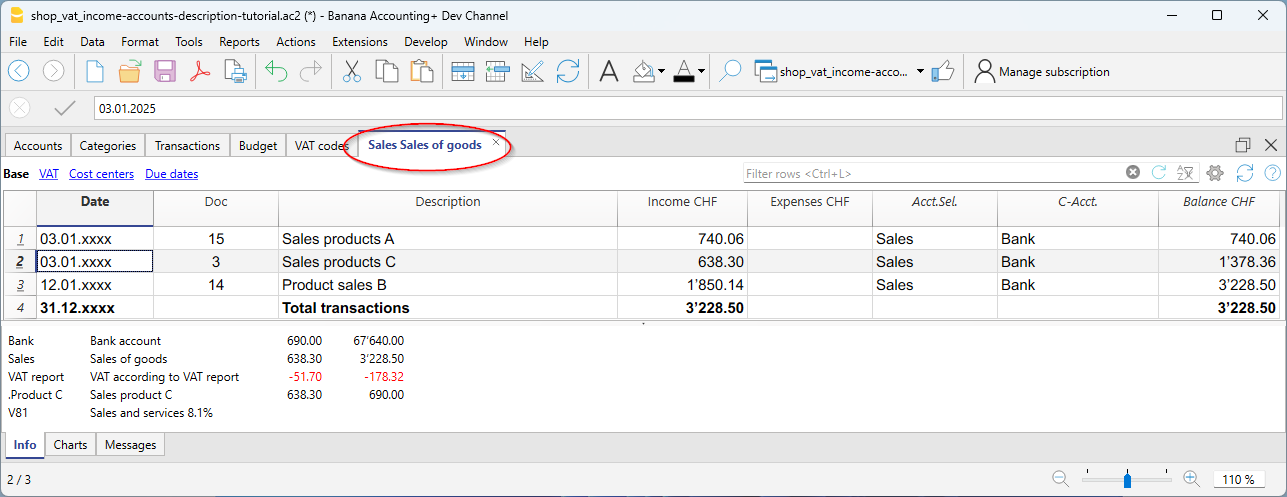 shop_vat_income-accounts-description-tutorial.ac2 (*) - Banana Accounting+ Dev Channel
File Edit Data Format Tools Reports Actions Extensions Develop Window Help
A A shop_vat_income-acco... Manage subscription
03.01.2025
Accounts Categories Transactions Budget VAT codes Sales Sales of goods
Base VAT Cost centers Due dates Filter rows <Ctrl+L>
Date Doc Description Income CHF Expenses CHF Acct.Sel. C-Acct. Balance CHF
1 03.01.xxxx 15 Sales products A 740.06 Sales Bank 740.06
2 03.01.xxxx 3 Sales products C 638.30 Sales Bank 1'378.36
3 12.01.xxxx 14 Product sales B 1'850.14 Sales Bank 3'228.50
4 31.12.xxxx Total transactions 3'228.50 3'228.50
Bank Bank account 690.00 67'640.00
Sales Sales of goods 638.30 3'228.50
VAT report VAT according to VAT report -51.70 -178.32
.Product C Sales product C 638.30 690.00
V81 Sales and services 8.1%
Info Charts Messages
2 / 3 110 %